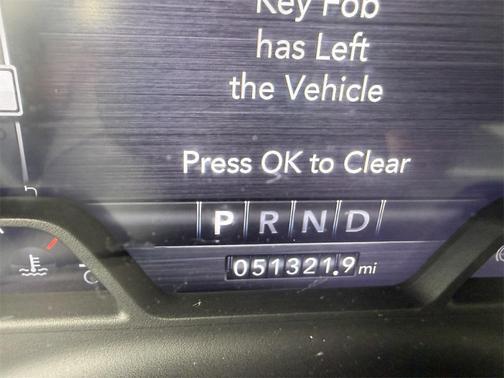 Key Fob
has Left
the Vehicle
Press OK to Clear
P R N D
051321.9 mi